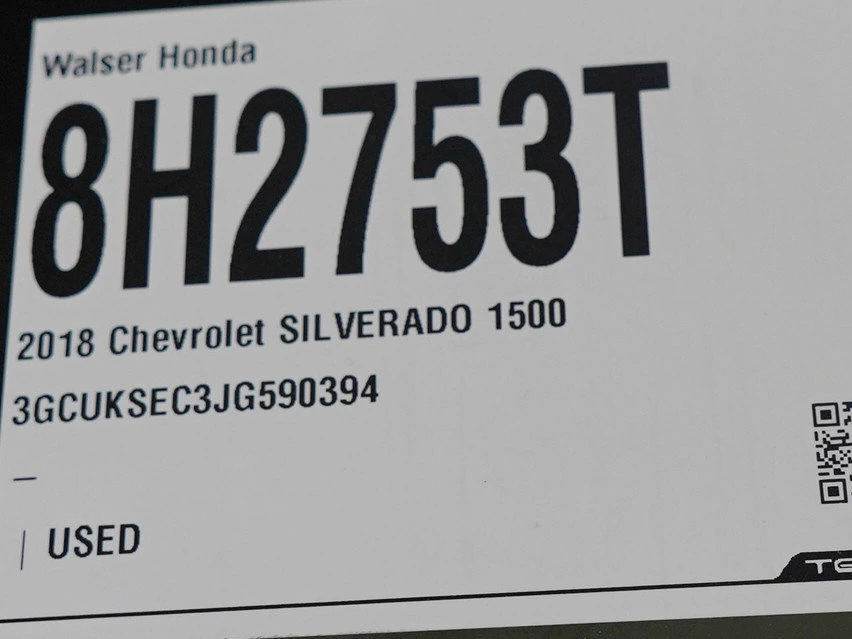 Walser Honda
8H2753T
2018 Chevrolet SILVERADO 1500
3GCUKSEC3JG590394
–
| USED